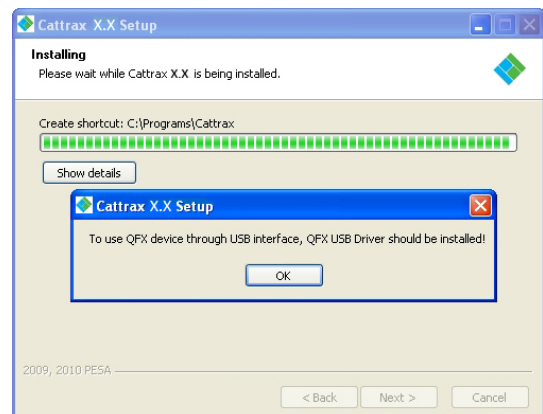 Cattrax X.X Setup
Installing
Please wait while Cattrax X.X is being installed.
Create shortcut: C:\Programs\Cattrax
Show details
Cattrax X.X Setup
To use QFX device through USB interface, QFX USB Driver should be installed!
OK
2009, 2010 PESA
< Back Next > Cancel